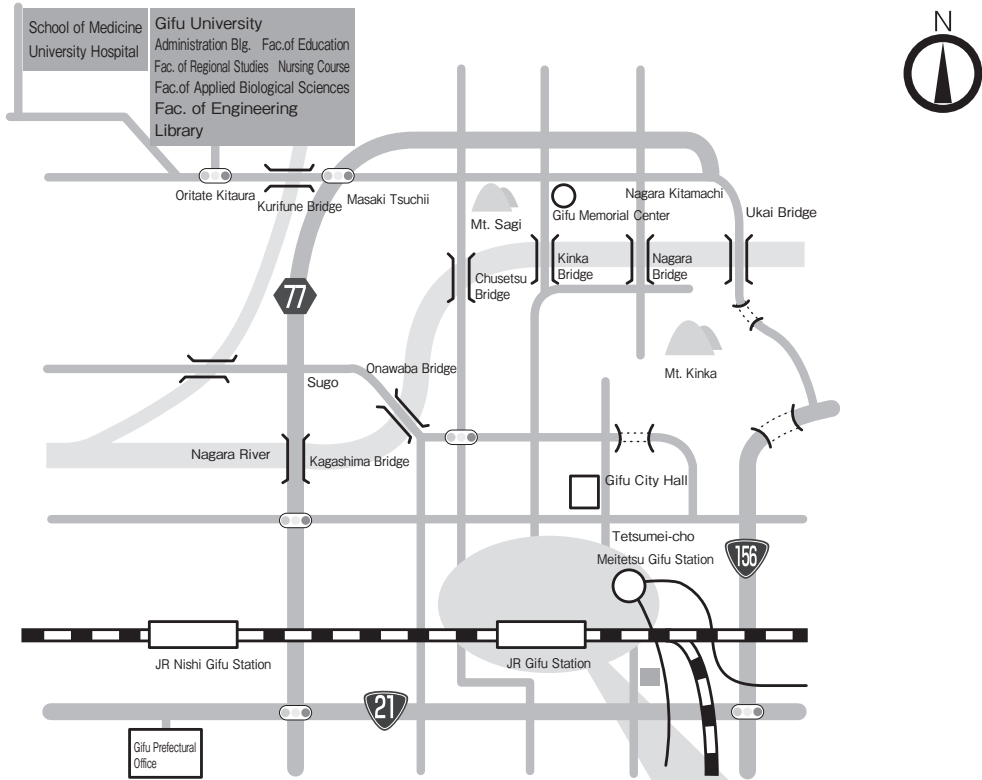 School of Medicine
University Hospital
Gifu University
Administration Blg. Fac.of Education
Fac. of Regional Studies Nursing Course
Fac.of Applied Biological Sciences
Fac. of Engineering
Library
N
Oritate Kitaura
Kurifune Bridge
Masaki Tsuchii
Mt. Sagi
Gifu Memorial Center
Nagara Kitamachi
Ukai Bridge
Chusetsu
Bridge
Kinka
Bridge
Nagara
Bridge
77
Mt. Kinka
Onawaba Bridge
Sugo
Nagara River
Kagashima Bridge
Gifu City Hall
Tetsumei-cho
Meitetsu Gifu Station
156
JR Nishi Gifu Station
JR Gifu Station
21
Gifu Prefectural
Office